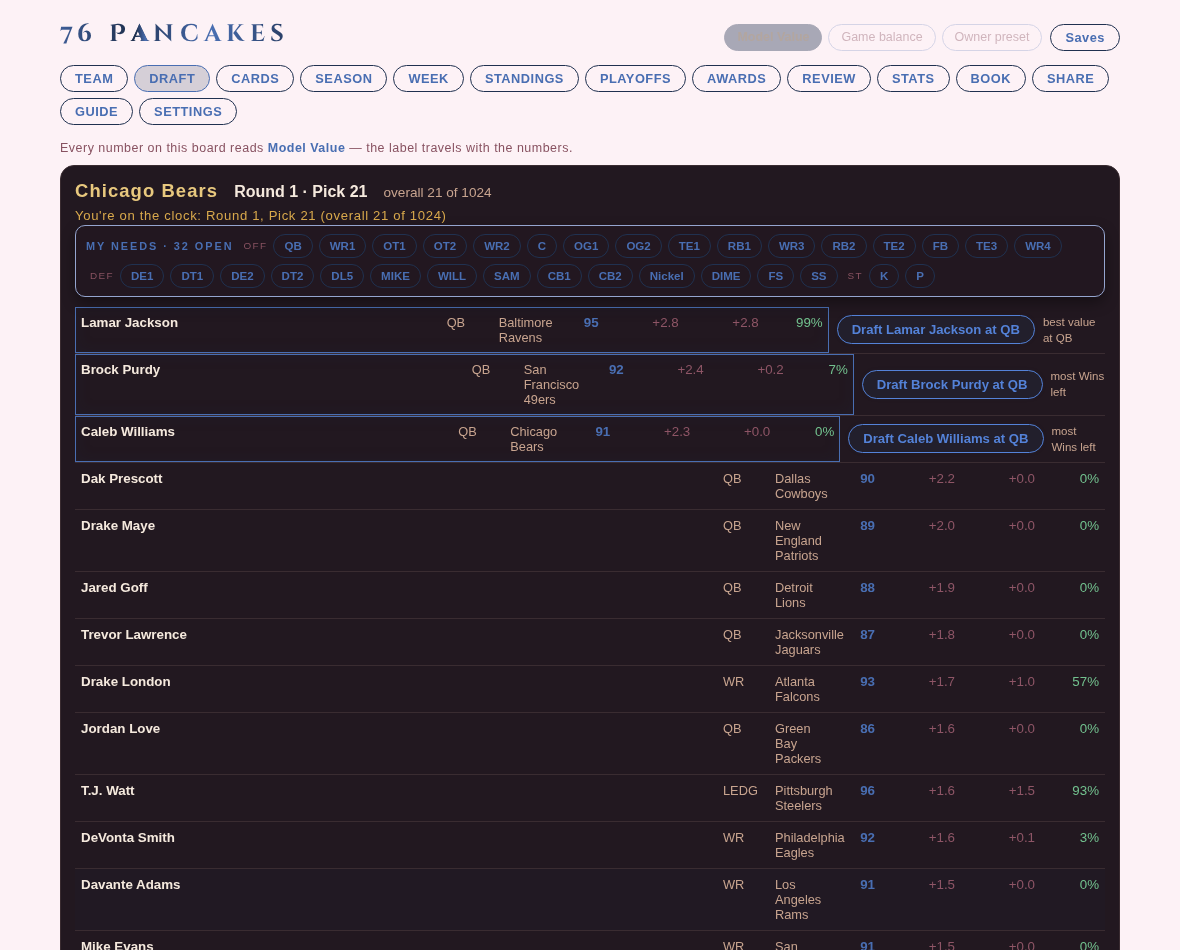 76 PANCAKES
Game balance Owner preset Saves
TEAM DRAFT CARDS SEASON WEEK STANDINGS PLAYOFFS AWARDS REVIEW STATS BOOK SHARE
GUIDE SETTINGS
Every number on this board reads Model Value — the label travels with the numbers.
Chicago Bears Round 1 · Pick 21 overall 21 of 1024
You're on the clock: Round 1, Pick 21 (overall 21 of 1024)
MY NEEDS · 32 OPEN OFF QB WR1 OT1 OT2 WR2 C OG1 OG2 TE1 RB1 WR3 RB2 TE2 FB TE3 WR4
DEF DE1 DT1 DE2 DT2 DL5 MIKE WILL SAM CB1 CB2 Nickel DIME FS SS ST K P
Lamar Jackson QB Baltimore Ravens 95 +2.8 +2.8 99% Draft Lamar Jackson at QB best value at QB
Brock Purdy QB San Francisco 49ers 92 +2.4 +0.2 7% Draft Brock Purdy at QB most Wins left
Caleb Williams QB Chicago Bears 91 +2.3 +0.0 0% Draft Caleb Williams at QB most Wins left
Dak Prescott QB Dallas Cowboys 90 +2.2 +0.0 0%
Drake Maye QB New England Patriots 89 +2.0 +0.0 0%
Jared Goff QB Detroit Lions 88 +1.9 +0.0 0%
Trevor Lawrence QB Jacksonville Jaguars 87 +1.8 +0.0 0%
Drake London WR Atlanta Falcons 93 +1.7 +1.0 57%
Jordan Love QB Green Bay Packers 86 +1.6 +0.0 0%
T.J. Watt LEDG Pittsburgh Steelers 96 +1.6 +1.5 93%
DeVonta Smith WR Philadelphia Eagles 92 +1.6 +0.1 3%
Davante Adams WR Los Angeles Rams 91 +1.5 +0.0 0%
Mike Evans WR San 91 +1.5 +0.0 0%